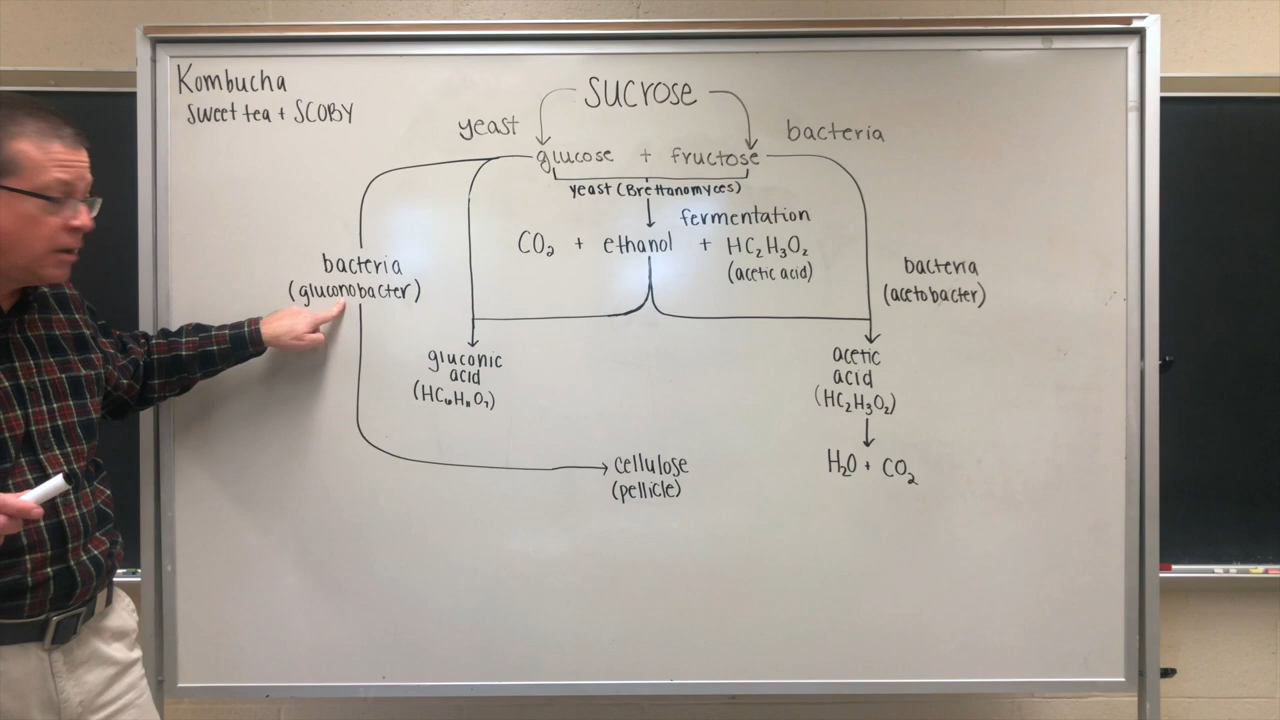 Kombucha
sweet tea + SCOBY
sucrose
yeast
bacteria
glucose + fructose
yeast (Brettanomyces)
fermentation
CO₂ + ethanol + HC₂H₃O₂
(acetic acid)
bacteria
(gluconobacter)
bacteria
(acetobacter)
gluconic
acid
(HC₆H₁₁O₇)
acetic
acid
(HC₂H₃O₂)
H₂O + CO₂
cellulose
(pellicle)